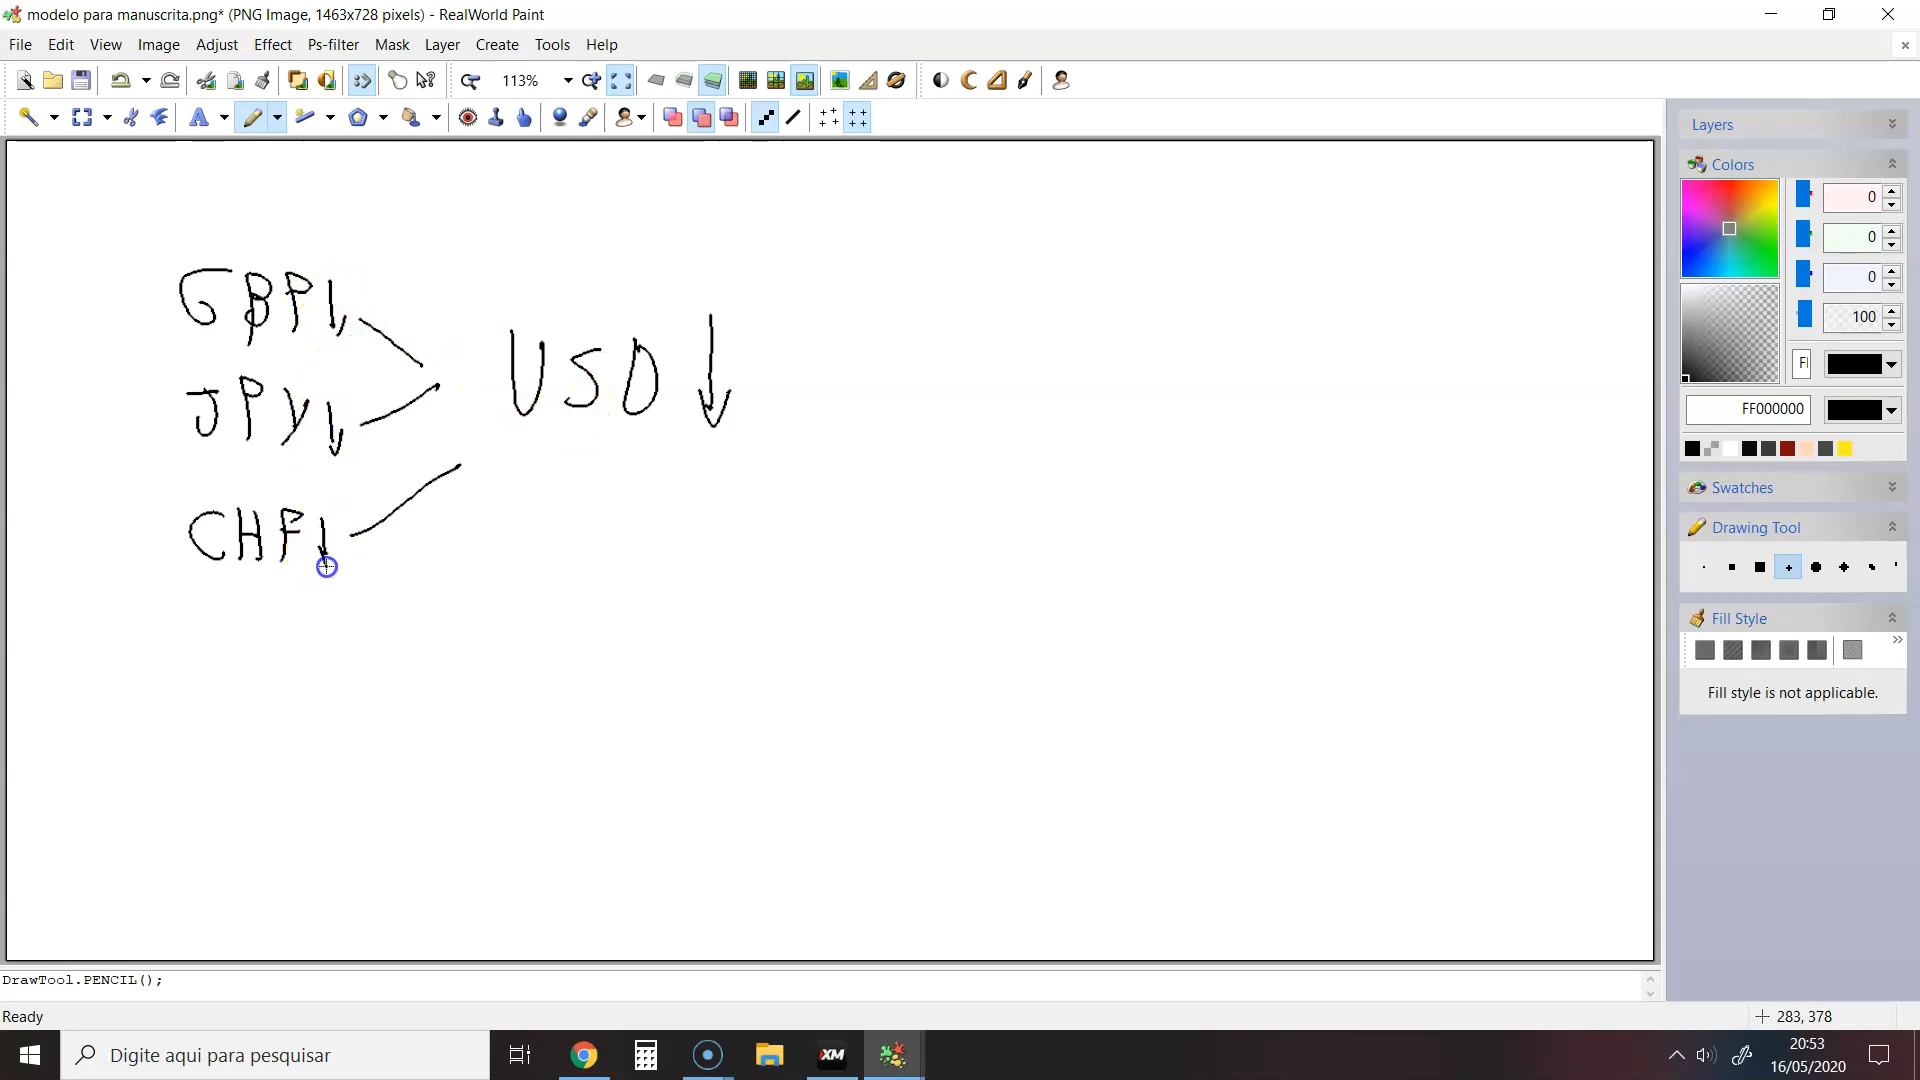 modelo para manuscrita.png* (PNG Image, 1463x728 pixels) - RealWorld Paint
File Edit View Image Adjust Effect Ps-filter Mask Layer Create Tools Help
113%
Layers
Colors
0
0
0
100
FI
FF000000
Swatches
Drawing Tool
Fill Style
Fill style is not applicable.
GBP↓
JPY↓
CHF↓
USD ↓
DrawTool.PENCIL();
Ready
283, 378
Digite aqui para pesquisar
XM
20:53
16/05/2020